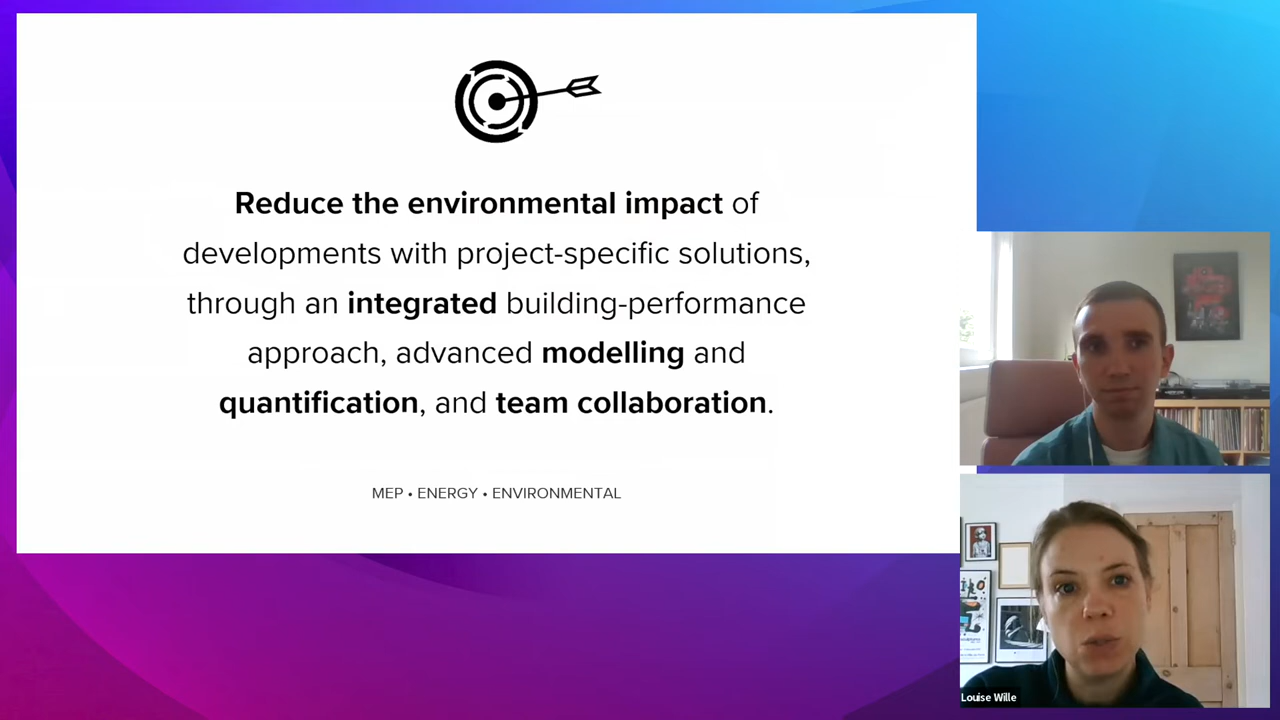 Reduce the environmental impact of
developments with project-specific solutions,
through an integrated building-performance
approach, advanced modelling and
quantification, and team collaboration.
MEP • ENERGY • ENVIRONMENTAL
Louise Wille